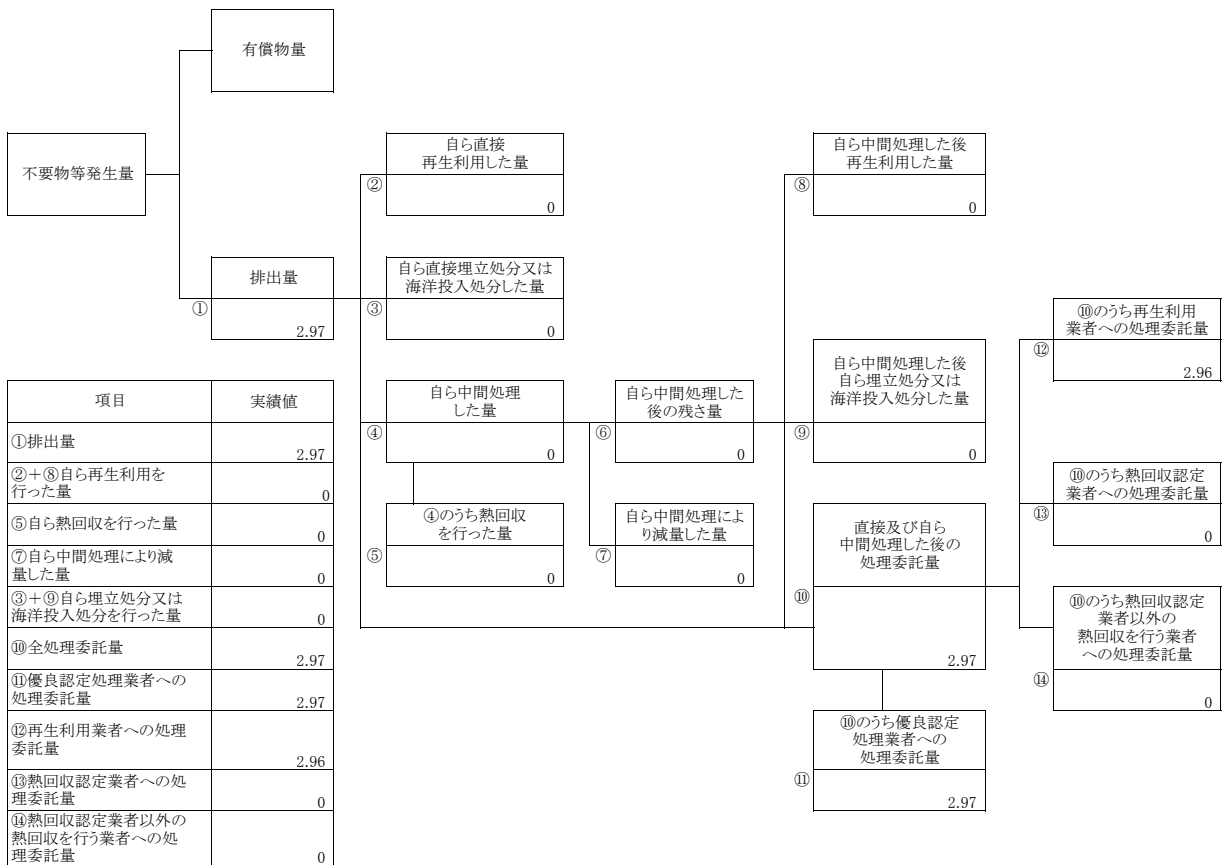 有償物量
不要物等発生量
自ら直接
再生利用した量
②
0
自ら中間処理した後
再生利用した量
⑧
0
排出量
①
2.97
自ら直接埋立処分又は
海洋投入処分した量
③
0
⑩のうち再生利用
業者への処理委託量
⑫
2.96
自ら中間処理
した量
④
0
自ら中間処理した
後の残さ量
⑥
0
自ら中間処理した後
自ら埋立処分又は
海洋投入処分した量
⑨
0
⑩のうち熱回収認定
業者への処理委託量
⑬
0
④のうち熱回収
を行った量
⑤
0
自ら中間処理によ
り減量した量
⑦
0
直接及び自ら
中間処理した後の
処理委託量
⑩
2.97
⑩のうち熱回収認定
業者以外の
熱回収を行う業者
への処理委託量
⑭
0
⑩のうち優良認定
処理業者への
処理委託量
⑪
2.97
項目 実績値
①排出量 2.97
②+⑧自ら再生利用を
行った量 0
⑤自ら熱回収を行った量 0
⑦自ら中間処理により減
量した量 0
③+⑨自ら埋立処分又は
海洋投入処分を行った量 0
⑩全処理委託量 2.97
⑪優良認定処理業者への
処理委託量 2.97
⑫再生利用業者への処理
委託量 2.96
⑬熱回収認定業者への処
理委託量 0
⑭熱回収認定業者以外の
熱回収を行う業者への処
理委託量 0